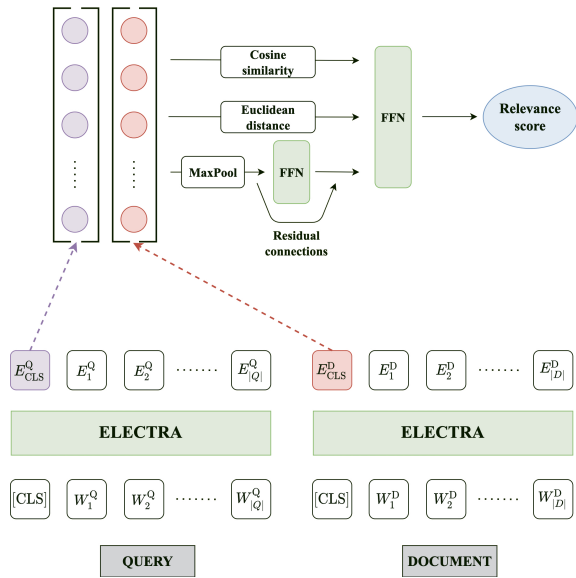 Cosine
similarity
Euclidean
distance
MaxPool
FFN
Residual
connections
FFN
Relevance
score
E^Q_CLS E^Q_1 E^Q_2 ········ E^Q_|Q|
E^D_CLS E^D_1 E^D_2 ········ E^D_|D|
ELECTRA
ELECTRA
[CLS] W^Q_1 W^Q_2 ········ W^Q_|Q|
[CLS] W^D_1 W^D_2 ········ W^D_|D|
QUERY
DOCUMENT